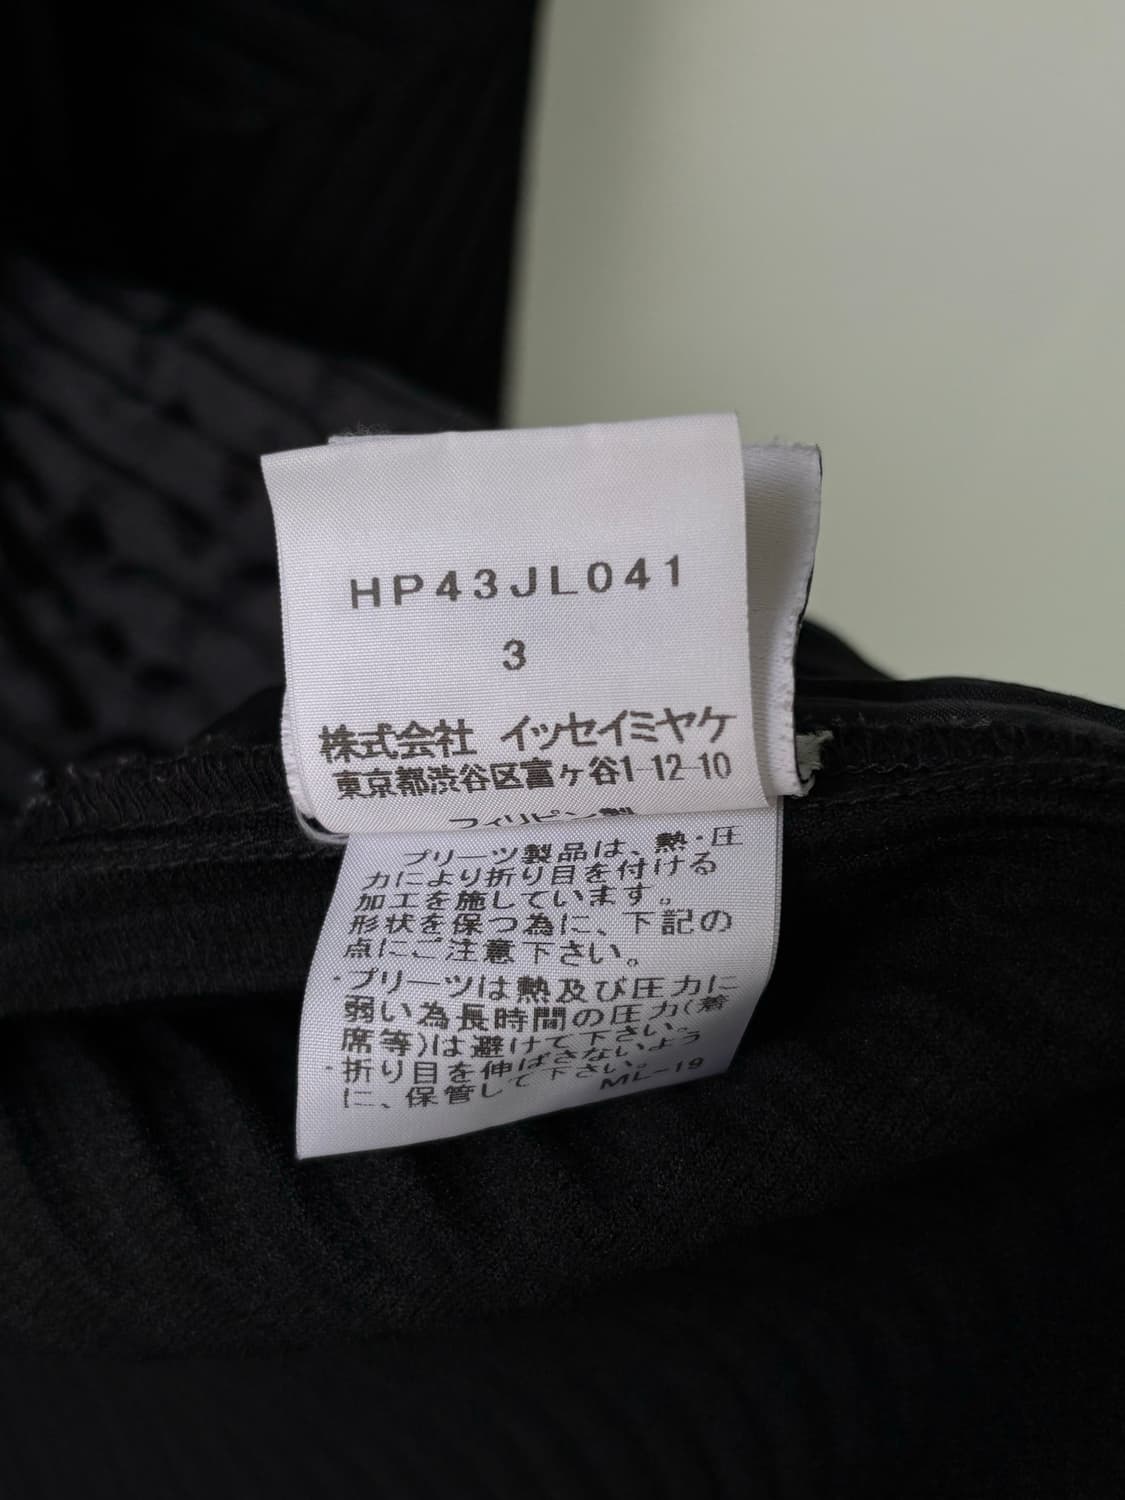 HP43JL041
3
株式会社 イッセイミヤケ
東京都渋谷区富ヶ谷1-12-10
フィリピン製
プリーツ製品は、熱・圧
力により折り目を付ける
加工を施しています。
形状を保つ為に、下記の
点にご注意下さい。
・プリーツは熱及び圧力に
弱い為長時間の圧力(着
席等)は避けて下さい。
・折り目を伸ばさないよう
に、保管して下さい。
ML-19